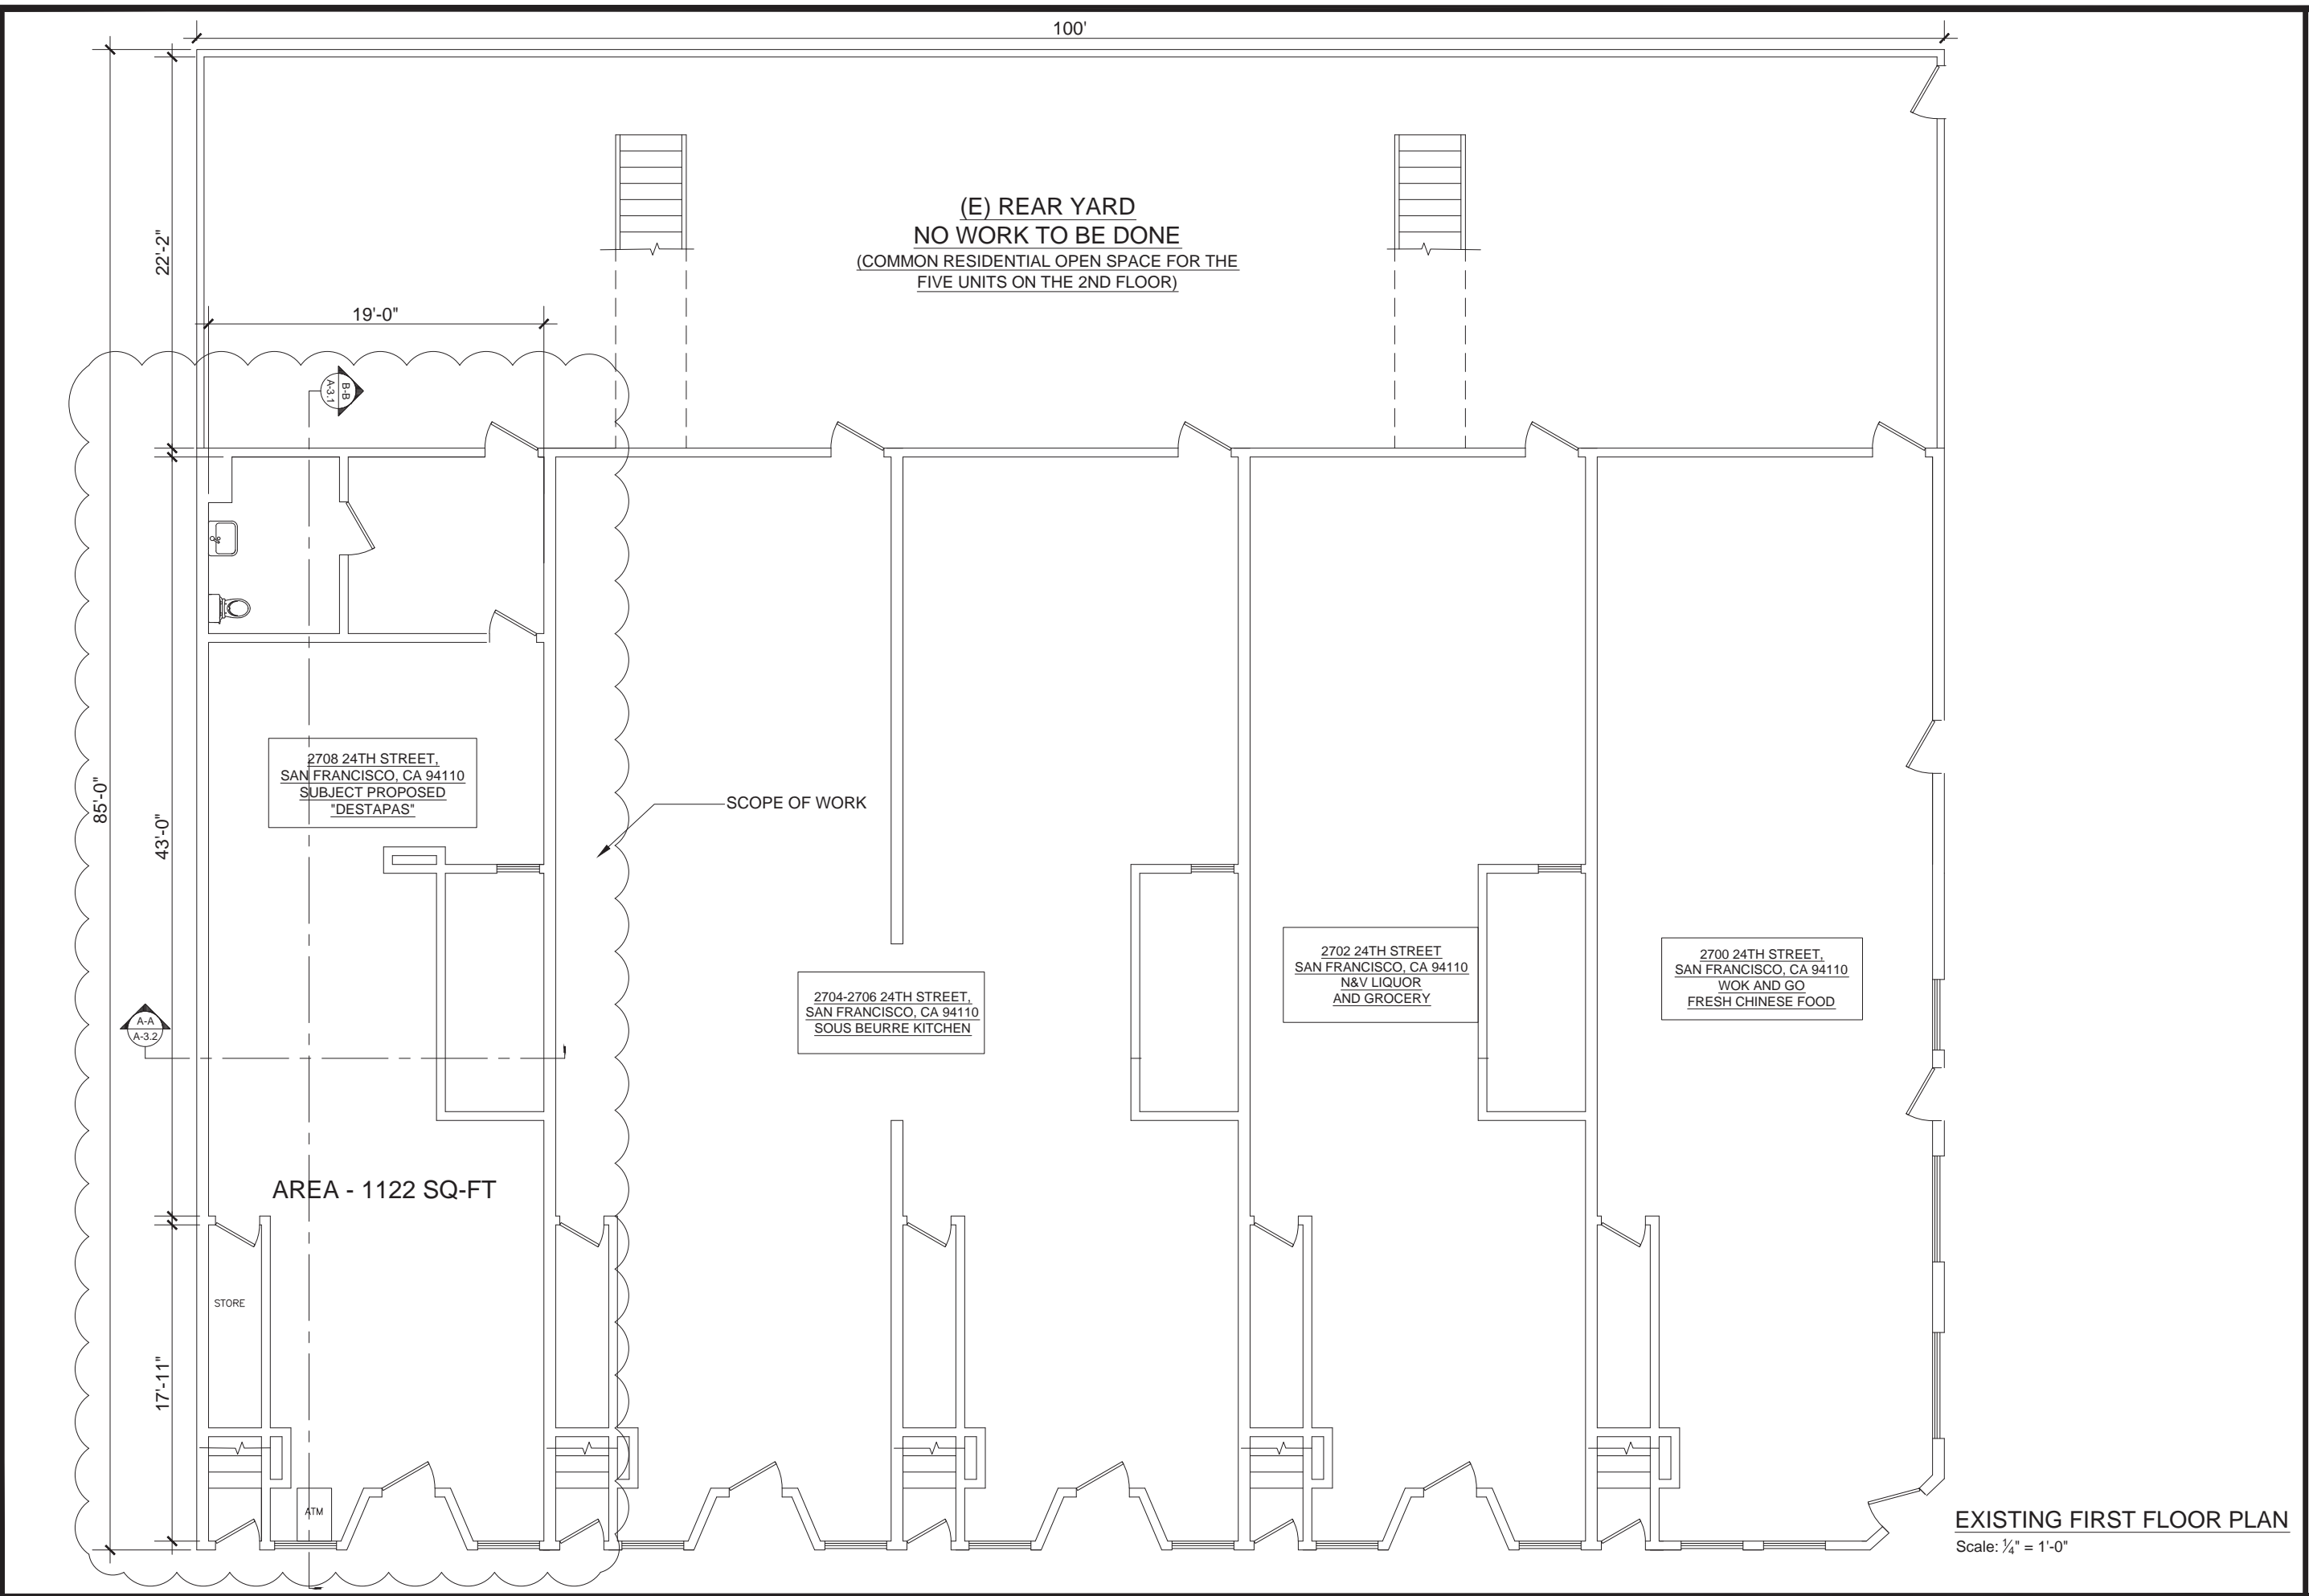 100'
(E) REAR YARD
NO WORK TO BE DONE
(COMMON RESIDENTIAL OPEN SPACE FOR THE
FIVE UNITS ON THE 2ND FLOOR)
22'-2"
19'-0"
B-B
A-3.1
2708 24TH STREET,
SAN FRANCISCO, CA 94110
SUBJECT PROPOSED
"DESTAPAS"
SCOPE OF WORK
85'-0"
43'-0"
2704-2706 24TH STREET,
SAN FRANCISCO, CA 94110
SOUS BEURRE KITCHEN
2702 24TH STREET
SAN FRANCISCO, CA 94110
N&V LIQUOR
AND GROCERY
2700 24TH STREET,
SAN FRANCISCO, CA 94110
WOK AND GO
FRESH CHINESE FOOD
A-A
A-3.2
AREA - 1122 SQ-FT
STORE
17'-11"
ATM
EXISTING FIRST FLOOR PLAN
Scale: ¼" = 1'-0"